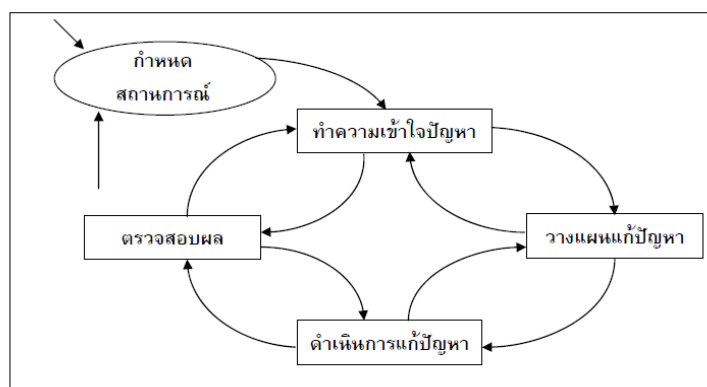 กำหนด
สถานการณ์
ทำความเข้าใจปัญหา
ตรวจสอบผล
วางแผนแก้ปัญหา
ดำเนินการแก้ปัญหา